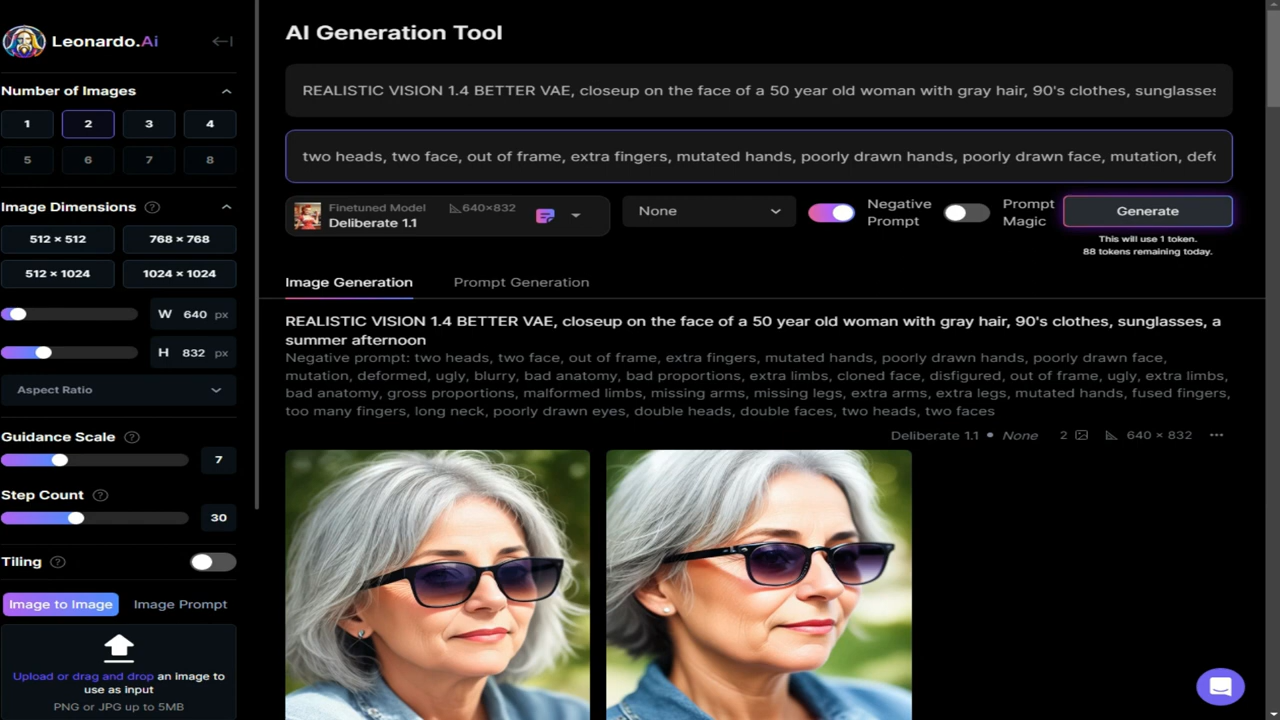 Leonardo.Ai
Number of Images
1 2 3 4
5 6 7 8
Image Dimensions ?
512 × 512 768 × 768
512 × 1024 1024 × 1024
W 640 px
H 832 px
Aspect Ratio
Guidance Scale ?
7
Step Count ?
30
Tiling ?
Image to Image Image Prompt
Upload or drag and drop an image to
use as input
PNG or JPG up to 5MB
AI Generation Tool
REALISTIC VISION 1.4 BETTER VAE, closeup on the face of a 50 year old woman with gray hair, 90's clothes, sunglasses
two heads, two face, out of frame, extra fingers, mutated hands, poorly drawn hands, poorly drawn face, mutation, defo
Finetuned Model 640×832
Deliberate 1.1
None
Negative
Prompt
Prompt
Magic
Generate
This will use 1 token.
88 tokens remaining today.
Image Generation Prompt Generation
REALISTIC VISION 1.4 BETTER VAE, closeup on the face of a 50 year old woman with gray hair, 90's clothes, sunglasses, a
summer afternoon
Negative prompt: two heads, two face, out of frame, extra fingers, mutated hands, poorly drawn hands, poorly drawn face,
mutation, deformed, ugly, blurry, bad anatomy, bad proportions, extra limbs, cloned face, disfigured, out of frame, ugly, extra limbs,
bad anatomy, gross proportions, malformed limbs, missing arms, missing legs, extra arms, extra legs, mutated hands, fused fingers,
too many fingers, long neck, poorly drawn eyes, double heads, double faces, two heads, two faces
Deliberate 1.1 • None 2 640 × 832 •••